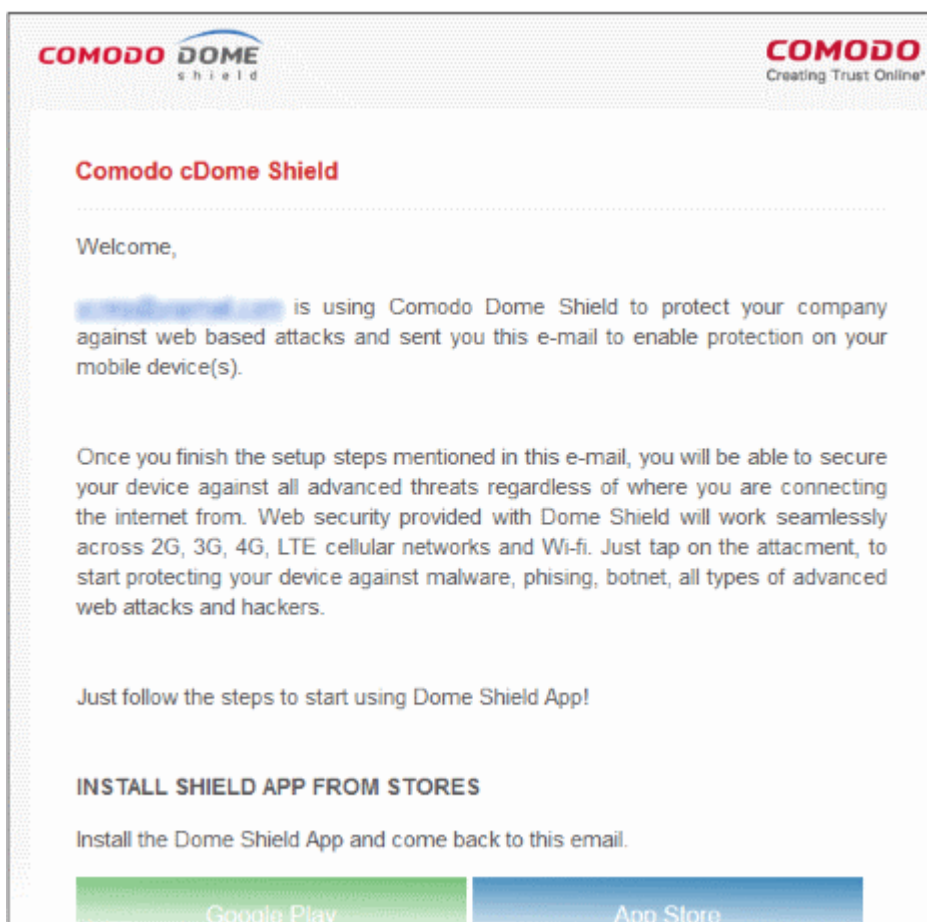 COMODO DOME
shield
COMODO
Creating Trust Online*
Comodo cDome Shield
Welcome,
is using Comodo Dome Shield to protect your company
against web based attacks and sent you this e-mail to enable protection on your
mobile device(s).
Once you finish the setup steps mentioned in this e-mail, you will be able to secure
your device against all advanced threats regardless of where you are connecting
the internet from. Web security provided with Dome Shield will work seamlessly
across 2G, 3G, 4G, LTE cellular networks and Wi-fi. Just tap on the attacment, to
start protecting your device against malware, phising, botnet, all types of advanced
web attacks and hackers.
Just follow the steps to start using Dome Shield App!
INSTALL SHIELD APP FROM STORES
Install the Dome Shield App and come back to this email.
Google Play
App Store